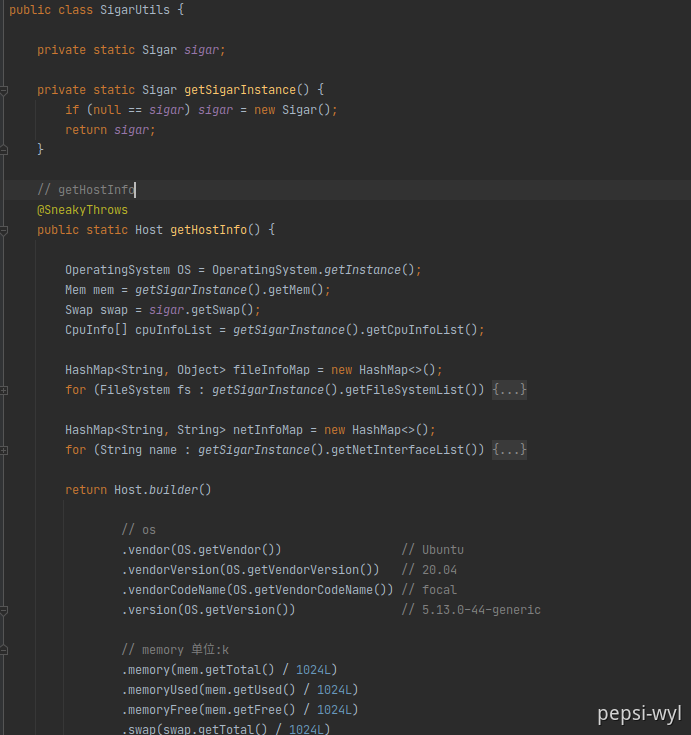 public class SigarUtils {
private static Sigar sigar;
private static Sigar getSigarInstance() {
if (null == sigar) sigar = new Sigar();
return sigar;
}
// getHostInfo
@SneakyThrows
public static Host getHostInfo() {
OperatingSystem OS = OperatingSystem.getInstance();
Mem mem = getSigarInstance().getMem();
Swap swap = sigar.getSwap();
CpuInfo[] cpuInfoList = getSigarInstance().getCpuInfoList();
HashMap<String, Object> fileInfoMap = new HashMap<>();
for (FileSystem fs : getSigarInstance().getFileSystemList()) {...}
HashMap<String, String> netInfoMap = new HashMap<>();
for (String name : getSigarInstance().getNetInterfaceList()) {...}
return Host.builder()
// os
.vendor(OS.getVendor()) // Ubuntu
.vendorVersion(OS.getVendorVersion()) // 20.04
.vendorCodeName(OS.getVendorCodeName()) // focal
.version(OS.getVersion()) // 5.13.0-44-generic
// memory 单位:k
.memory(mem.getTotal() / 1024L)
.memoryUsed(mem.getUsed() / 1024L)
.memoryFree(mem.getFree() / 1024L)
.swap(swap.getTotal() / 1024L)
pepsi-wyl